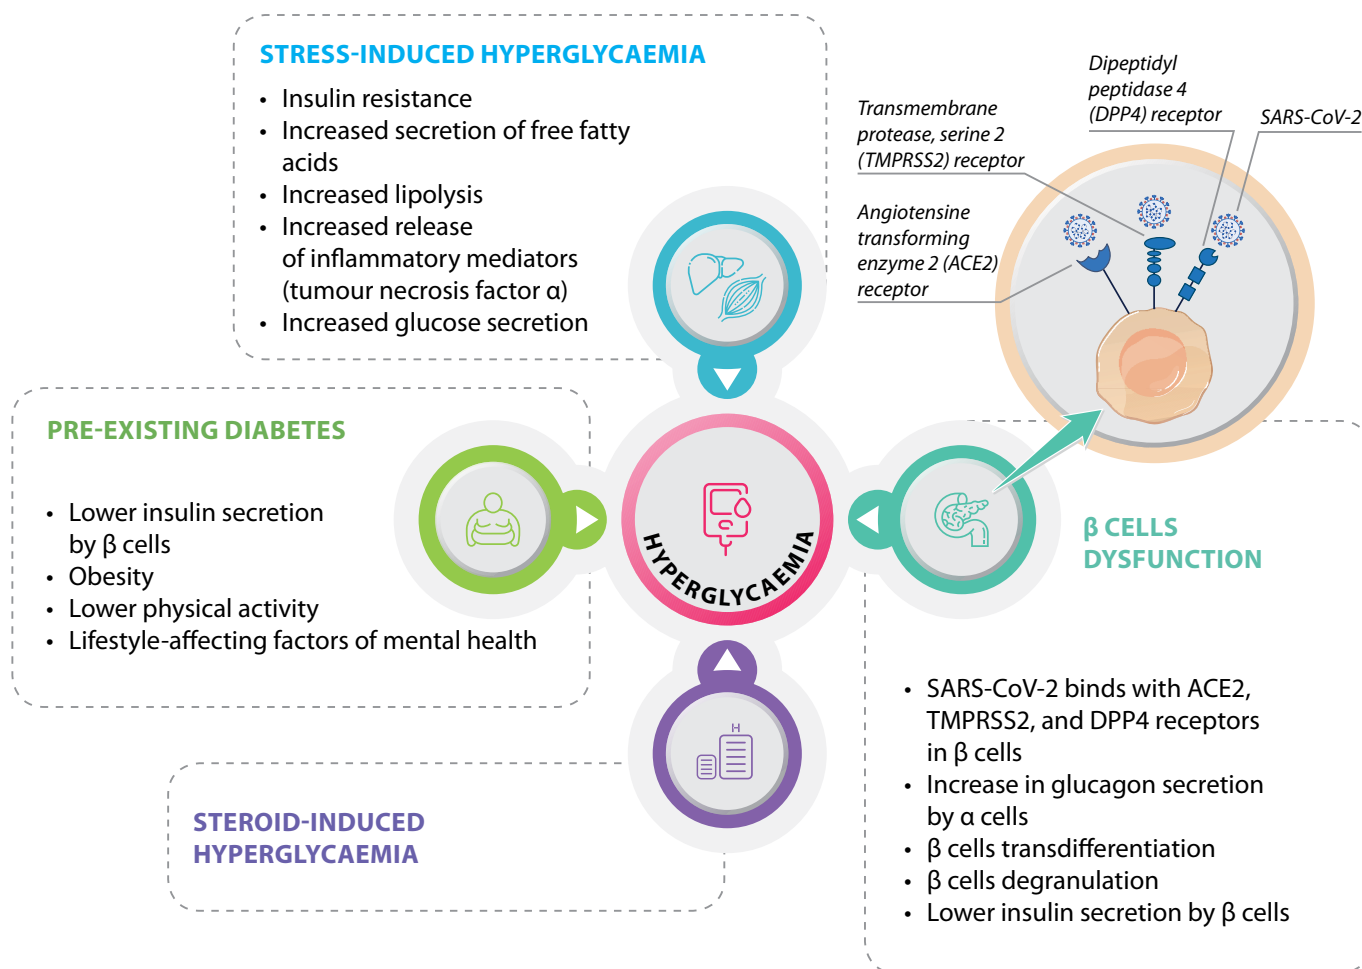 STRESS-INDUCED HYPERGLYCAEMIA
• Insulin resistance
• Increased secretion of free fatty
acids
• Increased lipolysis
• Increased release
of inflammatory mediators
(tumour necrosis factor α)
• Increased glucose secretion
Transmembrane
protease, serine 2
(TMPRSS2) receptor
Dipeptidyl
peptidase 4
(DPP4) receptor
SARS-CoV-2
Angiotensine
transforming
enzyme 2 (ACE2)
receptor
PRE-EXISTING DIABETES
• Lower insulin secretion
by β cells
• Obesity
• Lower physical activity
• Lifestyle-affecting factors of mental health
HYPERGLYCAEMIA
β CELLS
DYSFUNCTION
• SARS-CoV-2 binds with ACE2,
TMPRSS2, and DPP4 receptors
in β cells
• Increase in glucagon secretion
by α cells
• β cells transdifferentiation
• β cells degranulation
• Lower insulin secretion by β cells
STEROID-INDUCED
HYPERGLYCAEMIA